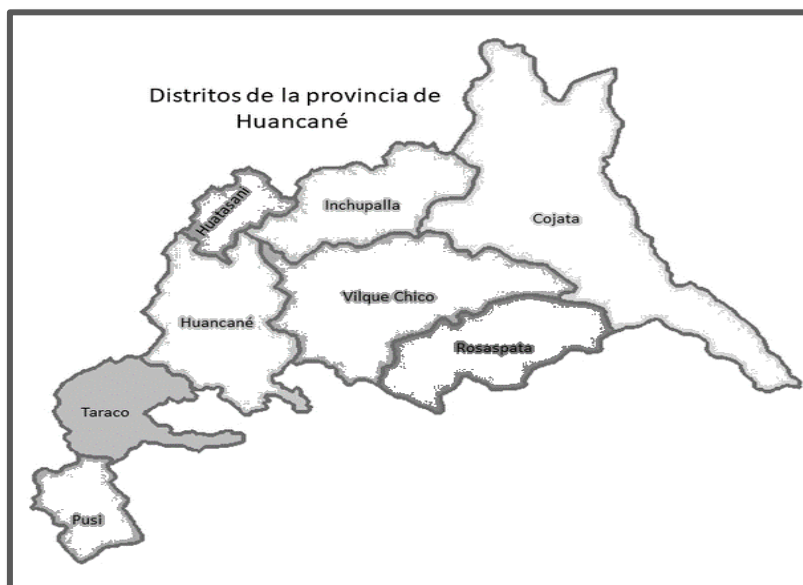 Distritos de la provincia de
Huancané
Huatasani
Inchupalla
Cojata
Vilque Chico
Huancané
Rosaspata
Taraco
Pusi